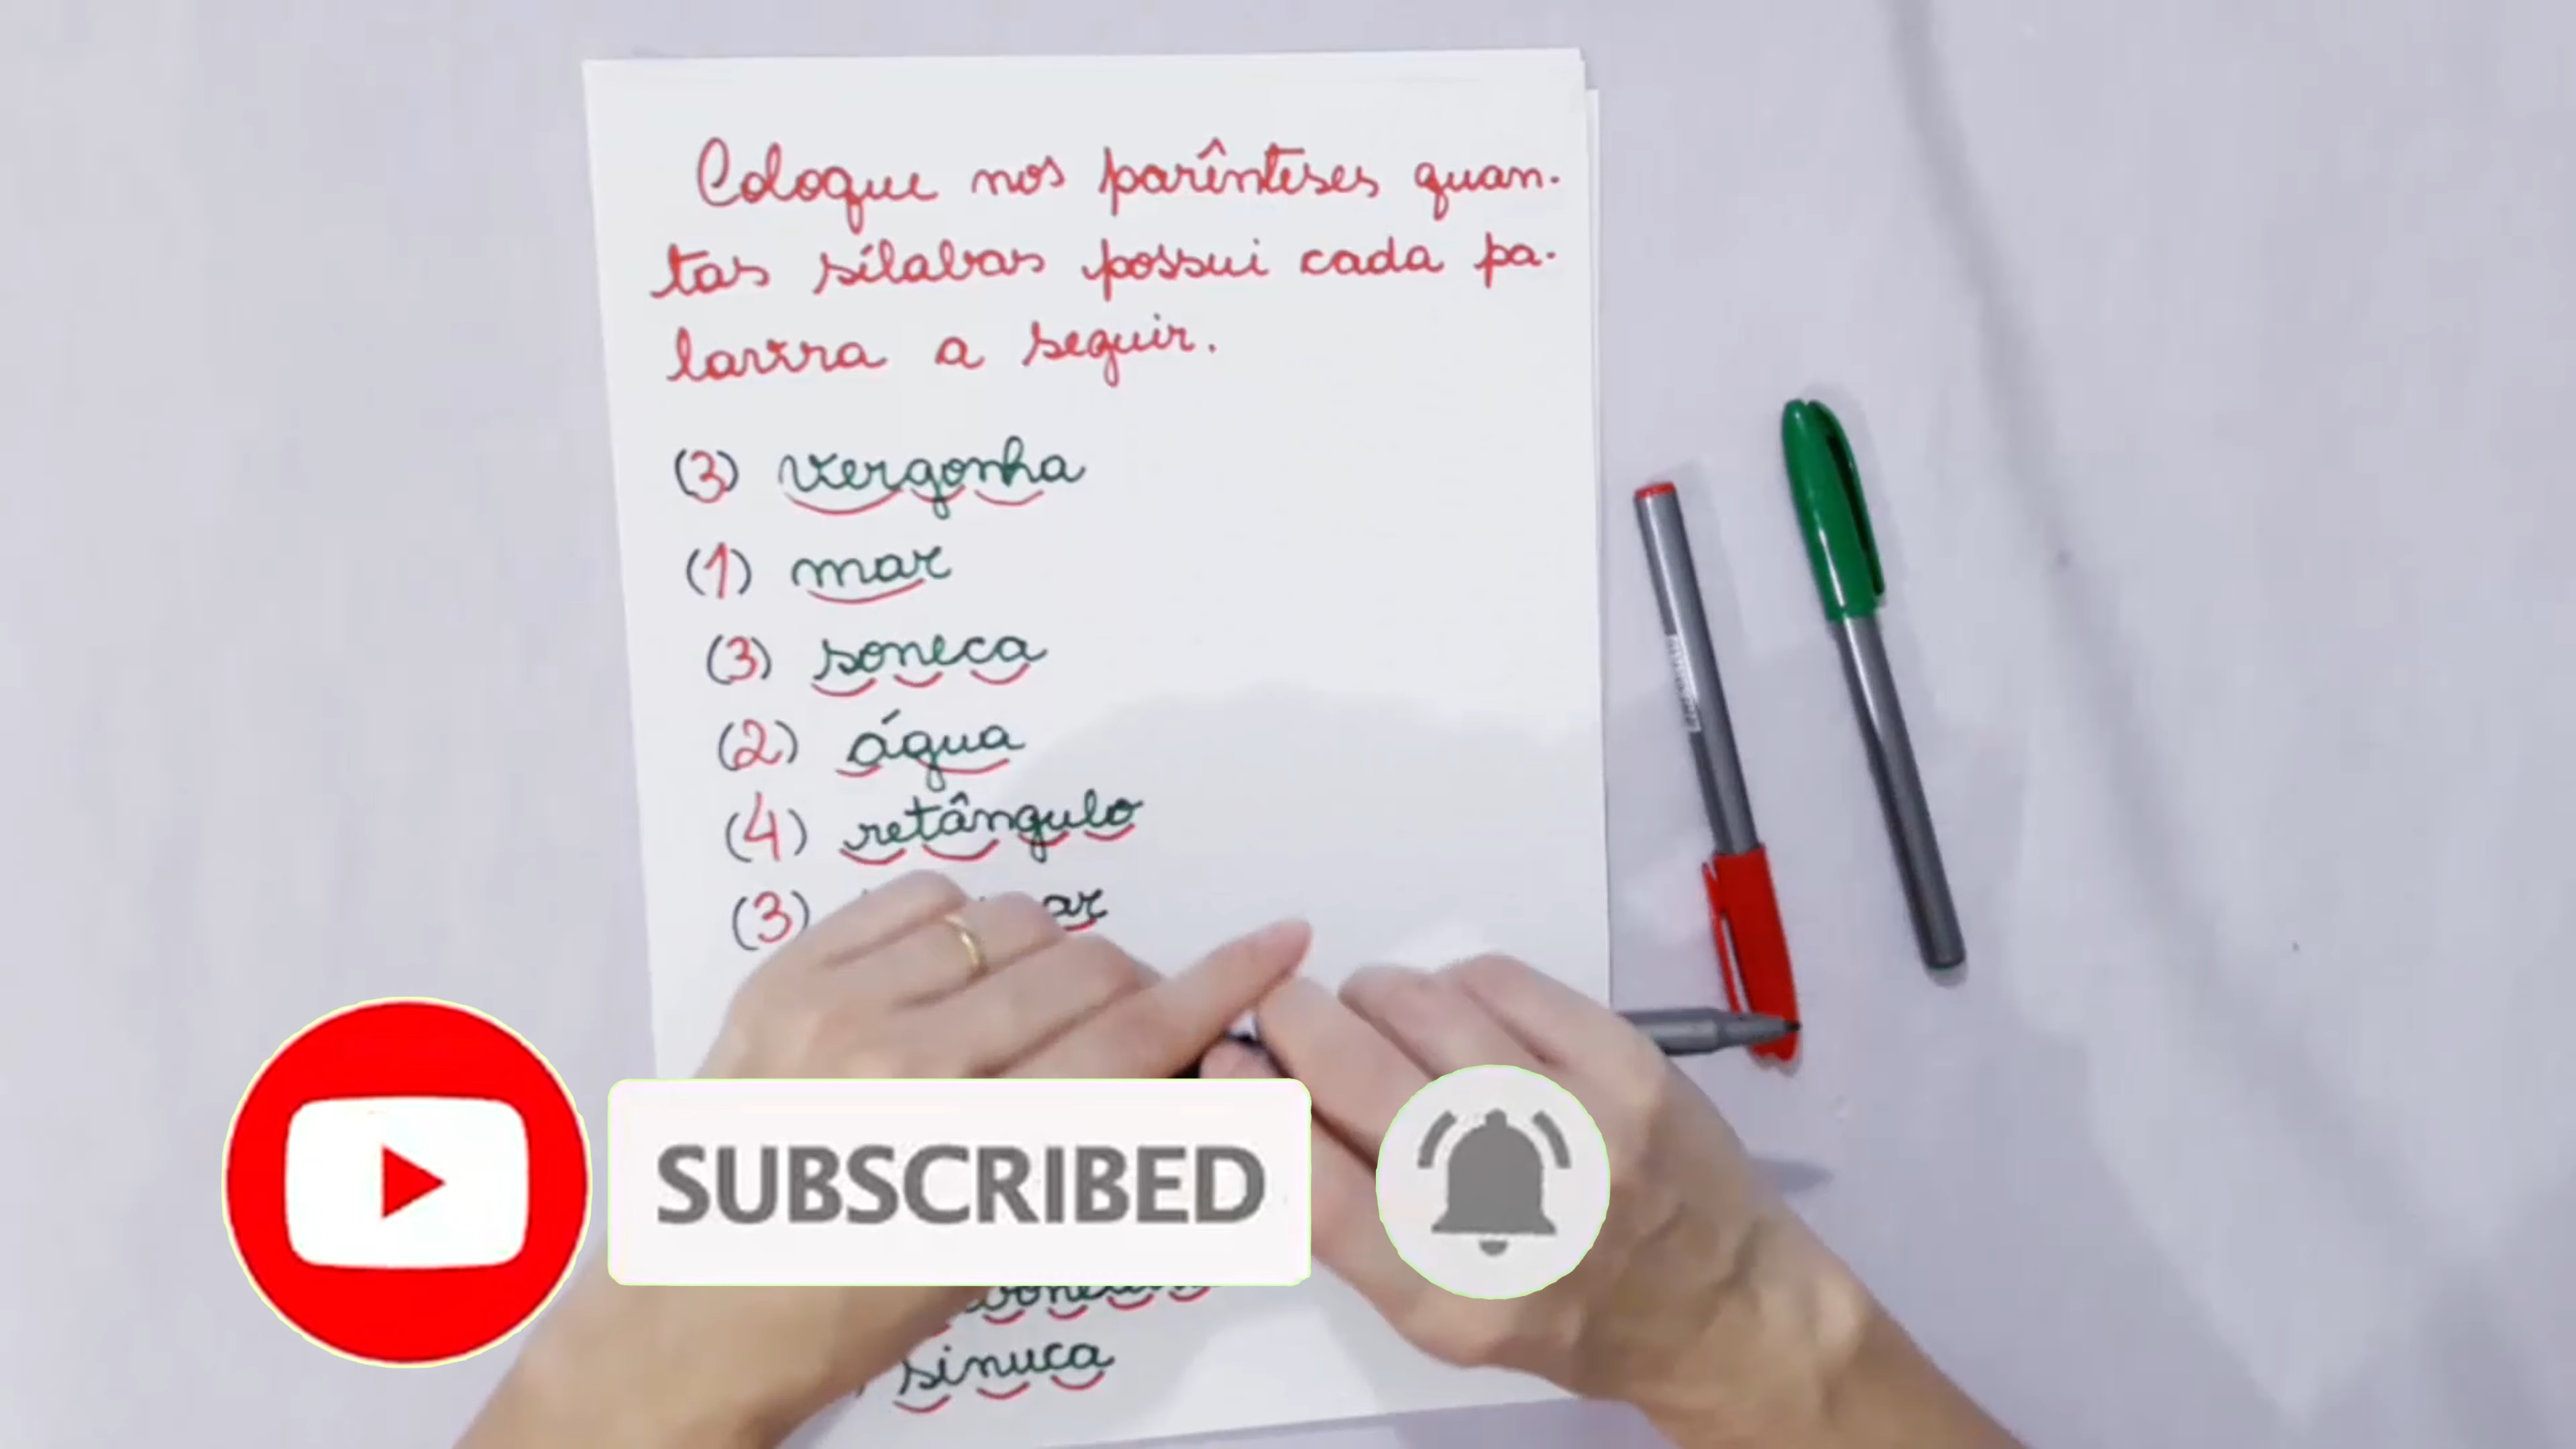 Coloque nos parênteses quan-
tas sílabas possui cada pa-
lavra a seguir.
(3) vergonha
(1) mar
(3) soneca
(2) água
(4) retângulo
(3)
SUBSCRIBED
sinuca